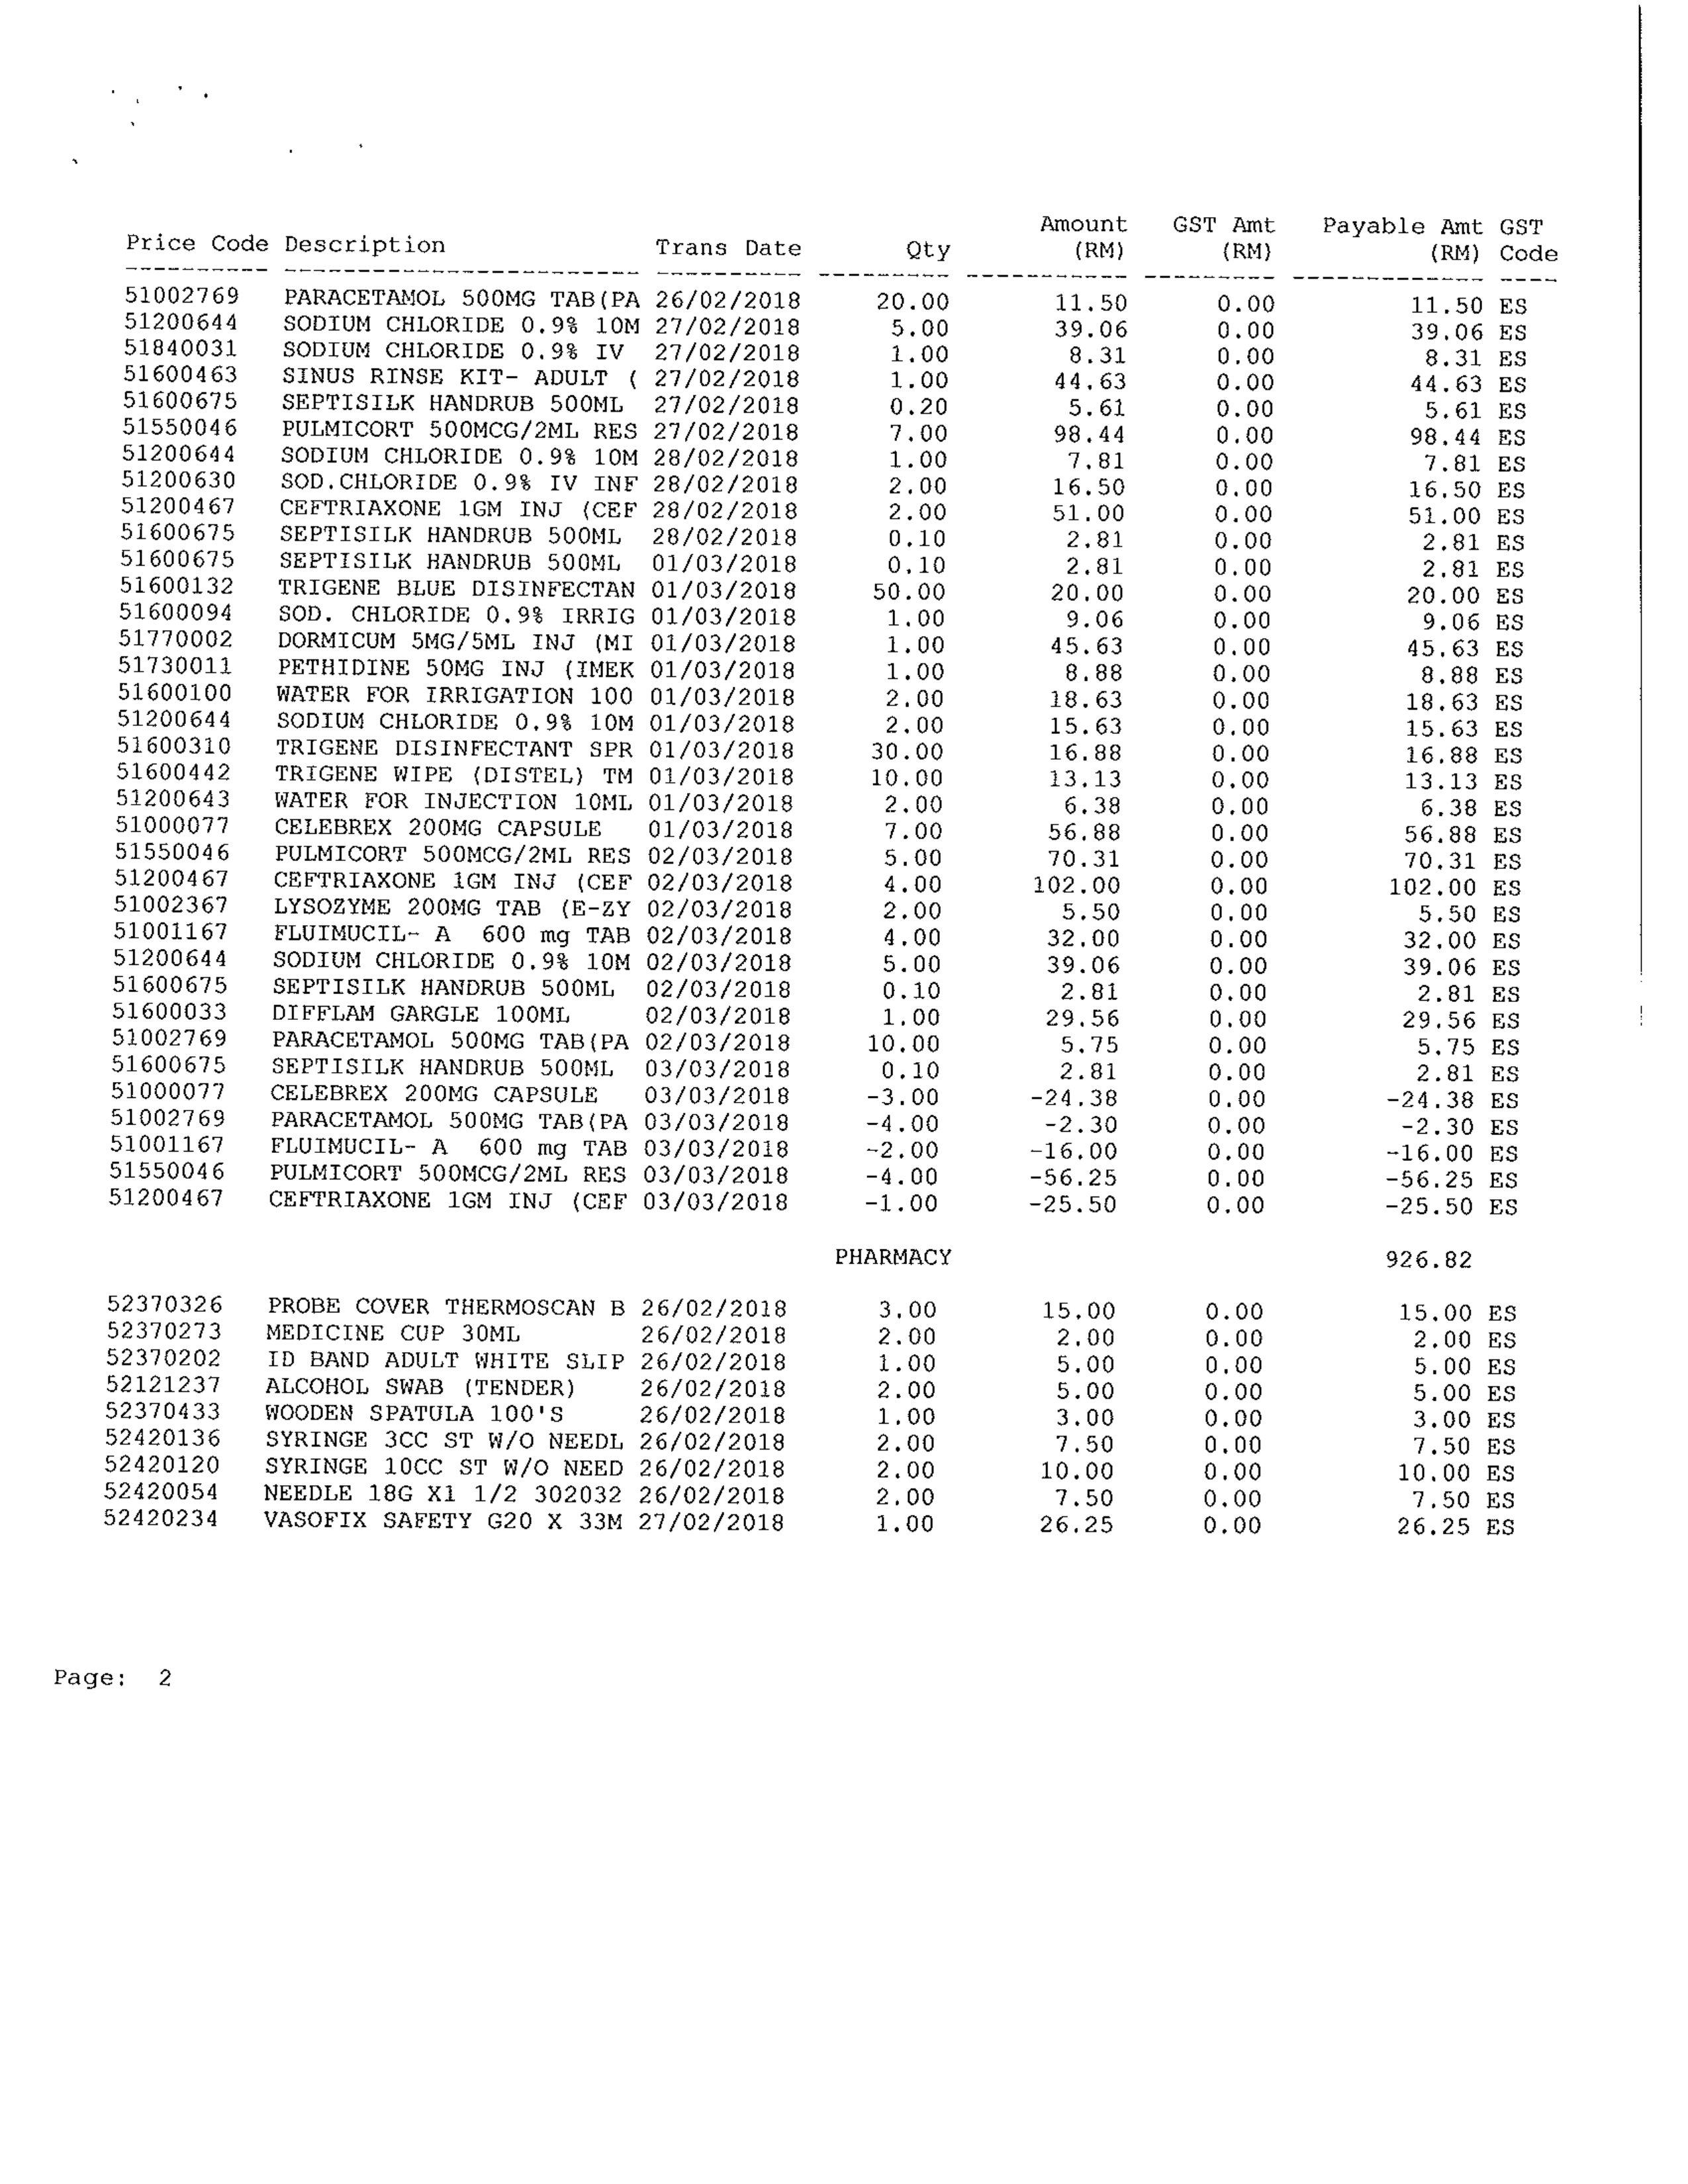 Price Code Description Trans Date Qty Amount (RM) GST Amt (RM) Payable Amt (RM) GST Code
51002769 PARACETAMOL 500MG TAB(PA 26/02/2018 20.00 11.50 0.00 11.50 ES
51200644 SODIUM CHLORIDE 0.9% 10M 27/02/2018 5.00 39.06 0.00 39.06 ES
51840031 SODIUM CHLORIDE 0.9% IV 27/02/2018 1.00 8.31 0.00 8.31 ES
51600463 SINUS RINSE KIT- ADULT ( 27/02/2018 1.00 44.63 0.00 44.63 ES
51600675 SEPTISILK HANDRUB 500ML 27/02/2018 0.20 5.61 0.00 5.61 ES
51550046 PULMICORT 500MCG/2ML RES 27/02/2018 7.00 98.44 0.00 98.44 ES
51200644 SODIUM CHLORIDE 0.9% 10M 28/02/2018 1.00 7.81 0.00 7.81 ES
51200630 SOD.CHLORIDE 0.9% IV INF 28/02/2018 2.00 16.50 0.00 16.50 ES
51200467 CEFTRIAXONE 1GM INJ (CEF 28/02/2018 2.00 51.00 0.00 51.00 ES
51600675 SEPTISILK HANDRUB 500ML 28/02/2018 0.10 2.81 0.00 2.81 ES
51600675 SEPTISILK HANDRUB 500ML 01/03/2018 0.10 2.81 0.00 2.81 ES
51600132 TRIGENE BLUE DISINFECTAN 01/03/2018 50.00 20.00 0.00 20.00 ES
51600094 SOD. CHLORIDE 0.9% IRRIG 01/03/2018 1.00 9.06 0.00 9.06 ES
51770002 DORMICUM 5MG/5ML INJ (MI 01/03/2018 1.00 45.63 0.00 45.63 ES
51730011 PETHIDINE 50MG INJ (IMEK 01/03/2018 1.00 8.88 0.00 8.88 ES
51600100 WATER FOR IRRIGATION 100 01/03/2018 2.00 18.63 0.00 18.63 ES
51200644 SODIUM CHLORIDE 0.9% 10M 01/03/2018 2.00 15.63 0.00 15.63 ES
51600310 TRIGENE DISINFECTANT SPR 01/03/2018 30.00 16.88 0.00 16.88 ES
51600442 TRIGENE WIPE (DISTEL) TM 01/03/2018 10.00 13.13 0.00 13.13 ES
51200643 WATER FOR INJECTION 10ML 01/03/2018 2.00 6.38 0.00 6.38 ES
51000077 CELEBREX 200MG CAPSULE 01/03/2018 7.00 56.88 0.00 56.88 ES
51550046 PULMICORT 500MCG/2ML RES 02/03/2018 5.00 70.31 0.00 70.31 ES
51200467 CEFTRIAXONE 1GM INJ (CEF 02/03/2018 4.00 102.00 0.00 102.00 ES
51002367 LYSOZYME 200MG TAB (E-ZY 02/03/2018 2.00 5.50 0.00 5.50 ES
51001167 FLUIMUCIL- A 600 mg TAB 02/03/2018 4.00 32.00 0.00 32.00 ES
51200644 SODIUM CHLORIDE 0.9% 10M 02/03/2018 5.00 39.06 0.00 39.06 ES
51600675 SEPTISILK HANDRUB 500ML 02/03/2018 0.10 2.81 0.00 2.81 ES
51600033 DIFFLAM GARGLE 100ML 02/03/2018 1.00 29.56 0.00 29.56 ES
51002769 PARACETAMOL 500MG TAB(PA 02/03/2018 10.00 5.75 0.00 5.75 ES
51600675 SEPTISILK HANDRUB 500ML 03/03/2018 0.10 2.81 0.00 2.81 ES
51000077 CELEBREX 200MG CAPSULE 03/03/2018 -3.00 -24.38 0.00 -24.38 ES
51002769 PARACETAMOL 500MG TAB(PA 03/03/2018 -4.00 -2.30 0.00 -2.30 ES
51001167 FLUIMUCIL- A 600 mg TAB 03/03/2018 -2.00 -16.00 0.00 -16.00 ES
51550046 PULMICORT 500MCG/2ML RES 03/03/2018 -4.00 -56.25 0.00 -56.25 ES
51200467 CEFTRIAXONE 1GM INJ (CEF 03/03/2018 -1.00 -25.50 0.00 -25.50 ES
PHARMACY 926.82
52370326 PROBE COVER THERMOSCAN B 26/02/2018 3.00 15.00 0.00 15.00 ES
52370273 MEDICINE CUP 30ML 26/02/2018 2.00 2.00 0.00 2.00 ES
52370202 ID BAND ADULT WHITE SLIP 26/02/2018 1.00 5.00 0.00 5.00 ES
52121237 ALCOHOL SWAB (TENDER) 26/02/2018 2.00 5.00 0.00 5.00 ES
52370433 WOODEN SPATULA 100'S 26/02/2018 1.00 3.00 0.00 3.00 ES
52420136 SYRINGE 3CC ST W/O NEEDL 26/02/2018 2.00 7.50 0.00 7.50 ES
52420120 SYRINGE 10CC ST W/O NEED 26/02/2018 2.00 10.00 0.00 10.00 ES
52420054 NEEDLE 18G X1 1/2 302032 26/02/2018 2.00 7.50 0.00 7.50 ES
52420234 VASOFIX SAFETY G20 X 33M 27/02/2018 1.00 26.25 0.00 26.25 ES
Page: 2